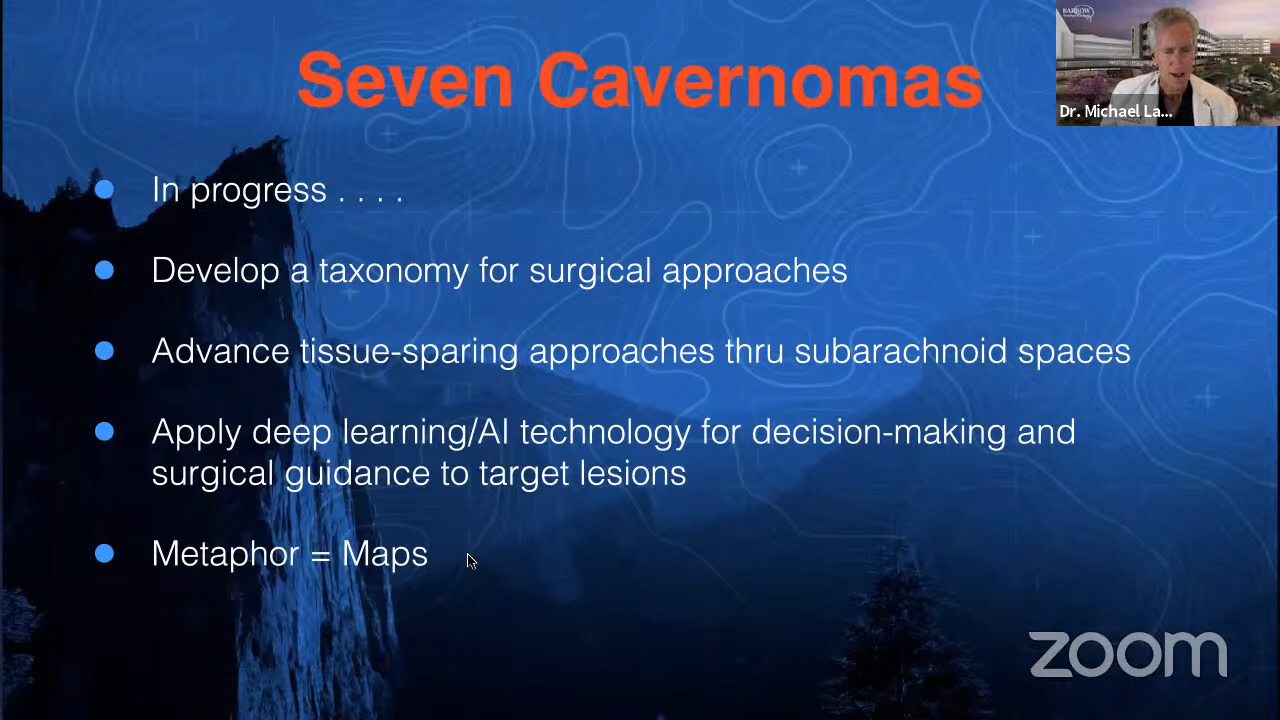 Seven Cavernomas
BARROW
Dr. Michael La...
In progress . . . .
Develop a taxonomy for surgical approaches
Advance tissue-sparing approaches thru subarachnoid spaces
Apply deep learning/AI technology for decision-making and
surgical guidance to target lesions
Metaphor = Maps
zoom